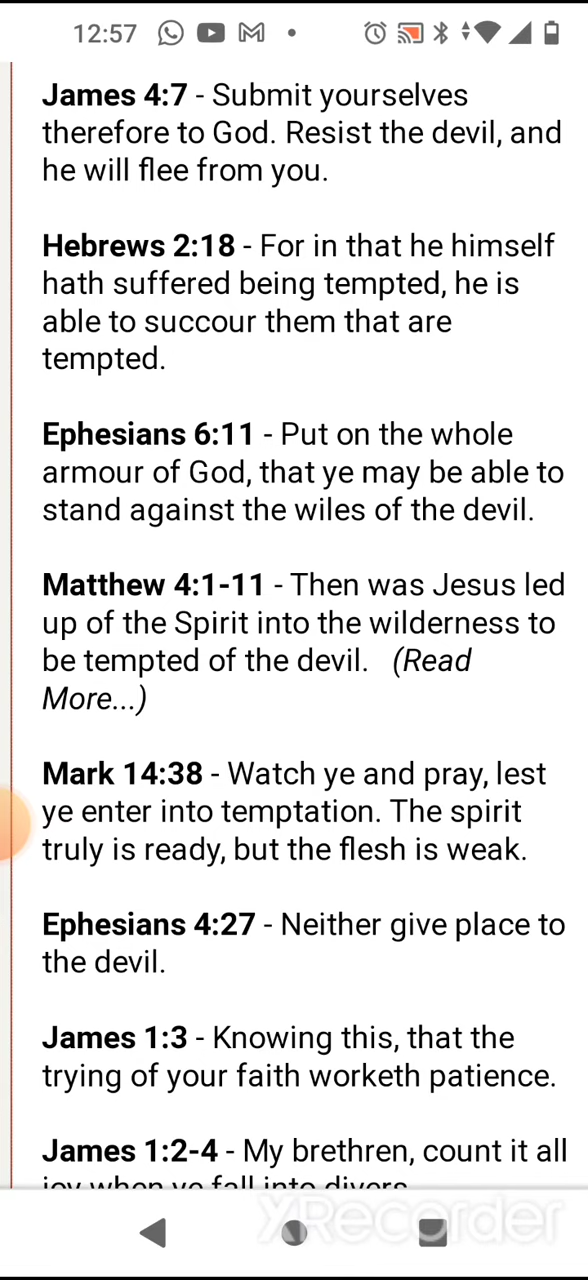 12:57
James 4:7 - Submit yourselves
therefore to God. Resist the devil, and
he will flee from you.
Hebrews 2:18 - For in that he himself
hath suffered being tempted, he is
able to succour them that are
tempted.
Ephesians 6:11 - Put on the whole
armour of God, that ye may be able to
stand against the wiles of the devil.
Matthew 4:1-11 - Then was Jesus led
up of the Spirit into the wilderness to
be tempted of the devil. (Read
More...)
Mark 14:38 - Watch ye and pray, lest
ye enter into temptation. The spirit
truly is ready, but the flesh is weak.
Ephesians 4:27 - Neither give place to
the devil.
James 1:3 - Knowing this, that the
trying of your faith worketh patience.
James 1:2-4 - My brethren, count it all
joy when ye fall into divers
XRecorder